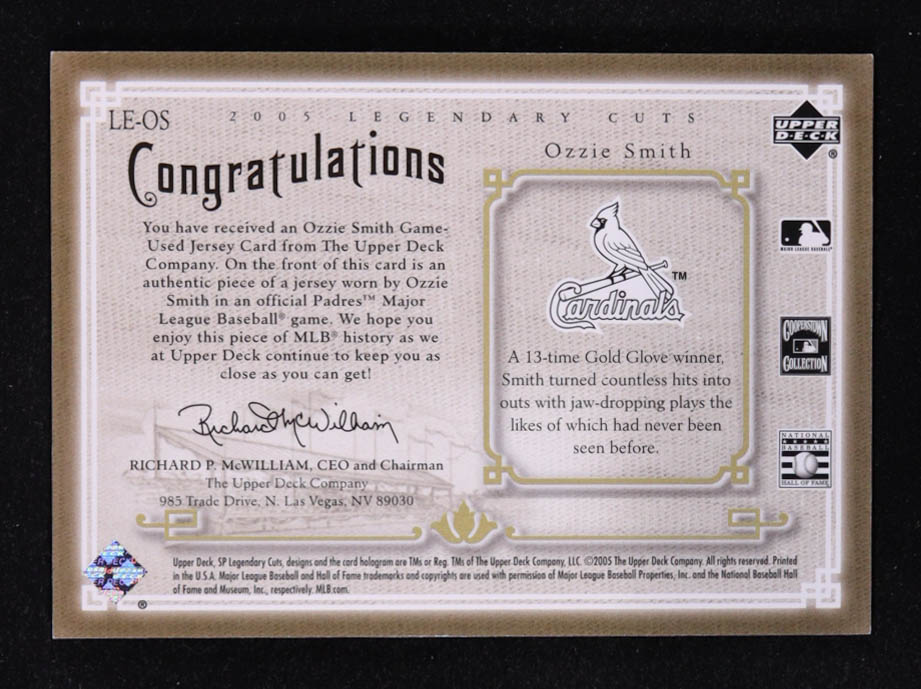 LE-OS
2005 LEGENDARY CUTS
Congratulations
You have received an Ozzie Smith Game-
Used Jersey Card from The Upper Deck
Company. On the front of this card is an
authentic piece of a jersey worn by Ozzie
Smith in an official Padres™ Major
League Baseball® game. We hope you
enjoy this piece of MLB® history as we
at Upper Deck continue to keep you as
close as you can get!
Richard McWilliam
RICHARD P. McWILLIAM, CEO and Chairman
The Upper Deck Company
985 Trade Drive, N. Las Vegas, NV 89030
Ozzie Smith
Cardinals
™
A 13-time Gold Glove winner,
Smith turned countless hits into
outs with jaw-dropping plays the
likes of which had never been
seen before.
UPPER
D·E·C·K
®
MAJOR LEAGUE BASEBALL®
COOPERSTOWN
COLLECTION
NATIONAL
BASEBALL
HALL OF FAME
®
Upper Deck, SP Legendary Cuts, designs and the card hologram are TMs or Reg. TMs of The Upper Deck Company, LLC. ©2005 The Upper Deck Company. All rights reserved. Printed
in the U.S.A. Major League Baseball and Hall of Fame trademarks and copyrights are used with permission of Major League Baseball Properties, Inc. and the National Baseball Hall
of Fame and Museum, Inc., respectively. MLB.com.